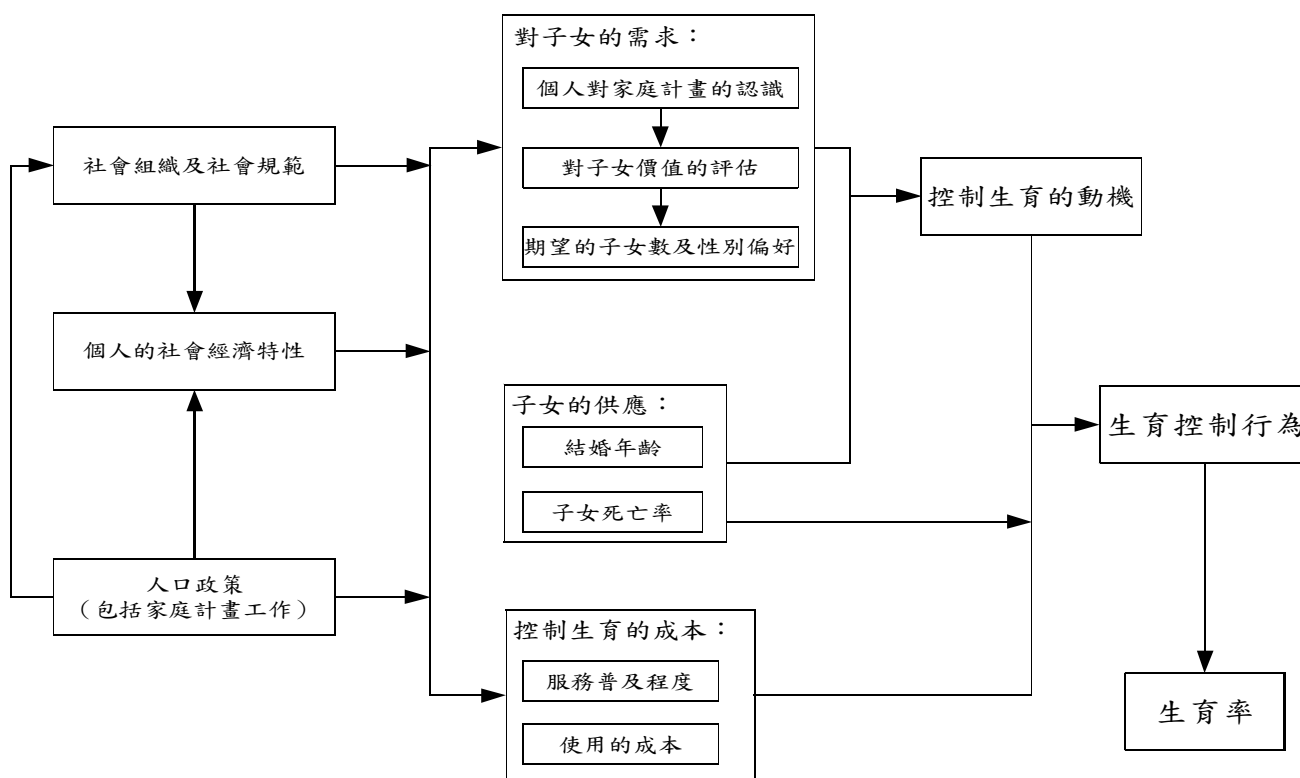 對子女的需求：
個人對家庭計畫的認識
對子女價值的評估
期望的子女數及性別偏好
社會組織及社會規範
個人的社會經濟特性
人口政策
（包括家庭計畫工作）
子女的供應：
結婚年齡
子女死亡率
控制生育的成本：
服務普及程度
使用的成本
控制生育的動機
生育控制行為
生育率